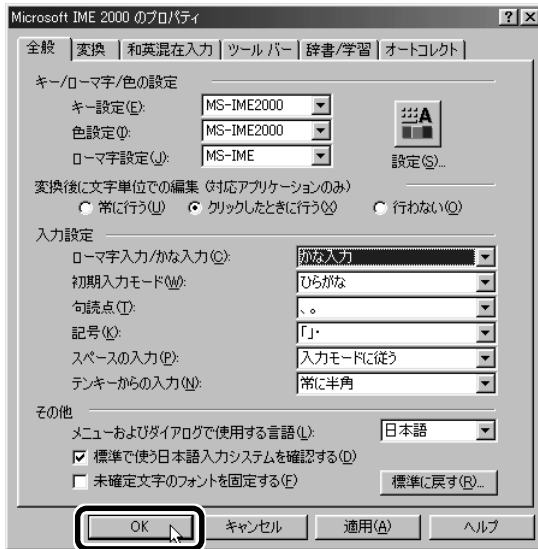 Microsoft IME 2000 のプロパティ
全般 変換 和英混在入力 ツール バー 辞書/学習 オートコレクト
キー/ローマ字/色の設定
キー設定(E): MS-IME2000
色設定(I): MS-IME2000
ローマ字設定(J): MS-IME
設定(S)...
変換後に文字単位での編集 (対応アプリケーションのみ)
常に行う(U) クリックしたときに行う(X) 行わない(O)
入力設定
ローマ字入力/かな入力(C): かな入力
初期入力モード(W): ひらがな
句読点(T): 、。
記号(K): 「」・
スペースの入力(P): 入力モードに従う
テンキーからの入力(N): 常に半角
その他
メニューおよびダイアログで使用する言語(L): 日本語
標準で使う日本語入力システムを確認する(D)
未確定文字のフォントを固定する(F) 標準に戻す(R)...
OK キャンセル 適用(A) ヘルプ